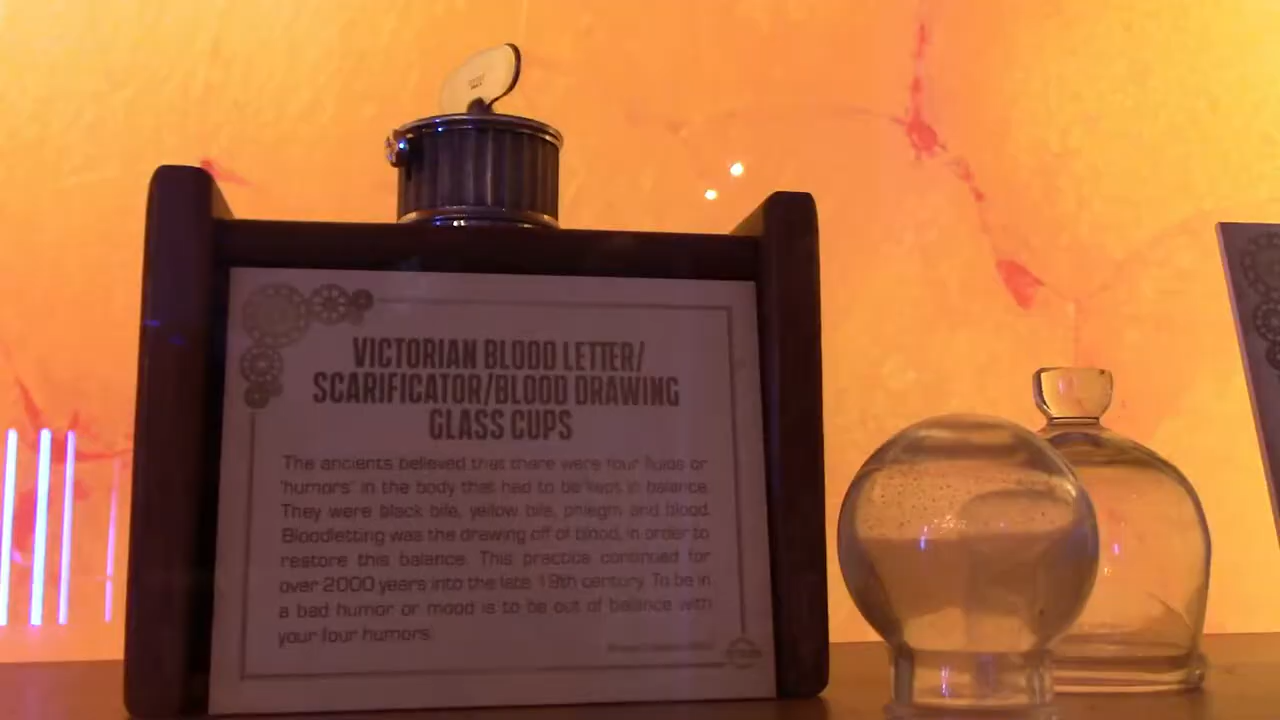 VICTORIAN BLOOD LETTER/
SCARIFICATOR/BLOOD DRAWING
GLASS CUPS
The ancients believed that there were four fluids or
'humors' in the body that had to be kept in balance.
They were black bile, yellow bile, phlegm and blood.
Bloodletting was the drawing off of blood, in order to
restore this balance. This practice continued for
over 2000 years into the late 19th century. To be in
a bad humor or mood is to be out of balance with
your four humors.